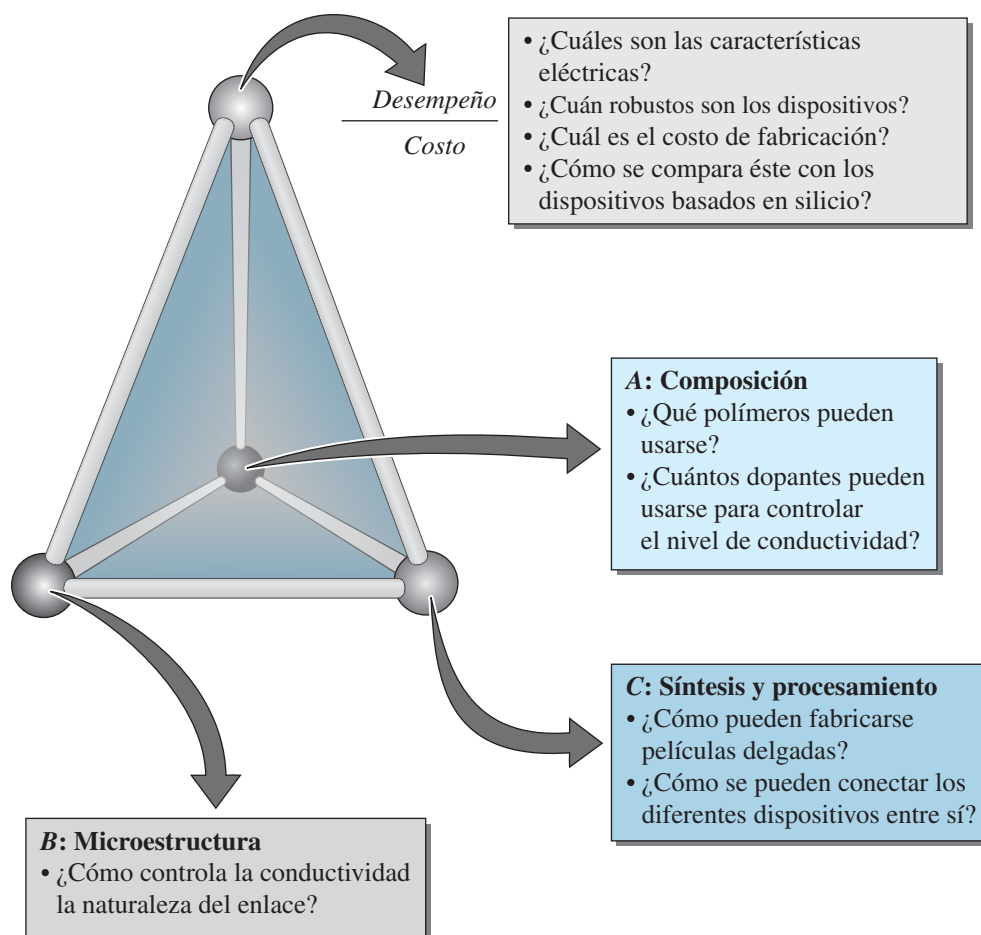 • ¿Cuáles son las características
eléctricas?
• ¿Cuán robustos son los dispositivos?
• ¿Cuál es el costo de fabricación?
• ¿Cómo se compara éste con los
dispositivos basados en silicio?
Desempeño
Costo
A: Composición
• ¿Qué polímeros pueden
usarse?
• ¿Cuántos dopantes pueden
usarse para controlar
el nivel de conductividad?
C: Síntesis y procesamiento
• ¿Cómo pueden fabricarse
películas delgadas?
• ¿Cómo se pueden conectar los
diferentes dispositivos entre sí?
B: Microestructura
• ¿Cómo controla la conductividad
la naturaleza del enlace?